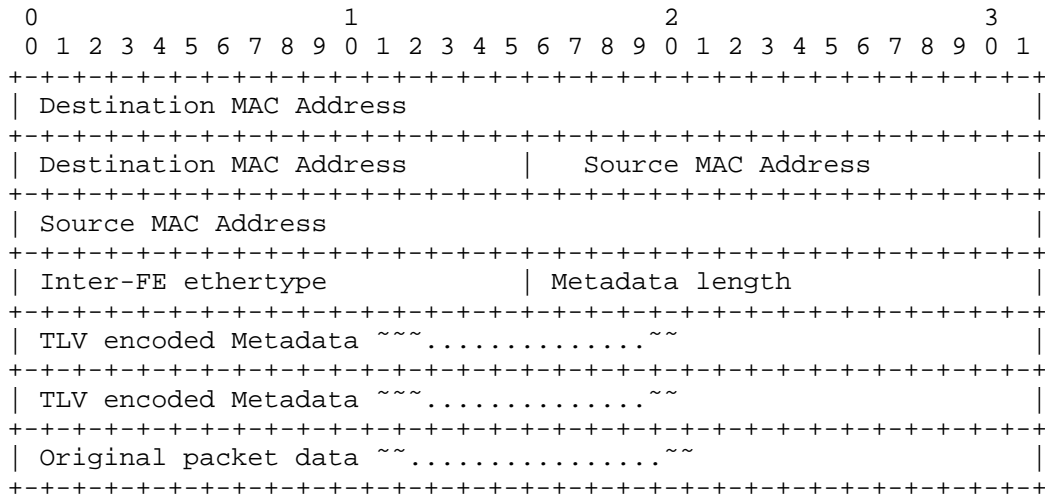 0                   1                   2                   3
 0 1 2 3 4 5 6 7 8 9 0 1 2 3 4 5 6 7 8 9 0 1 2 3 4 5 6 7 8 9 0 1
+-+-+-+-+-+-+-+-+-+-+-+-+-+-+-+-+-+-+-+-+-+-+-+-+-+-+-+-+-+-+-+-+
| Destination MAC Address                                       |
+-+-+-+-+-+-+-+-+-+-+-+-+-+-+-+-+-+-+-+-+-+-+-+-+-+-+-+-+-+-+-+-+
| Destination MAC Address       |   Source MAC Address          |
+-+-+-+-+-+-+-+-+-+-+-+-+-+-+-+-+-+-+-+-+-+-+-+-+-+-+-+-+-+-+-+-+
| Source MAC Address                                            |
+-+-+-+-+-+-+-+-+-+-+-+-+-+-+-+-+-+-+-+-+-+-+-+-+-+-+-+-+-+-+-+-+
| Inter-FE ethertype            | Metadata length               |
+-+-+-+-+-+-+-+-+-+-+-+-+-+-+-+-+-+-+-+-+-+-+-+-+-+-+-+-+-+-+-+-+
| TLV encoded Metadata ~~~..............~~                      |
+-+-+-+-+-+-+-+-+-+-+-+-+-+-+-+-+-+-+-+-+-+-+-+-+-+-+-+-+-+-+-+-+
| TLV encoded Metadata ~~~..............~~                      |
+-+-+-+-+-+-+-+-+-+-+-+-+-+-+-+-+-+-+-+-+-+-+-+-+-+-+-+-+-+-+-+-+
| Original packet data ~~................~~                     |
+-+-+-+-+-+-+-+-+-+-+-+-+-+-+-+-+-+-+-+-+-+-+-+-+-+-+-+-+-+-+-+-+